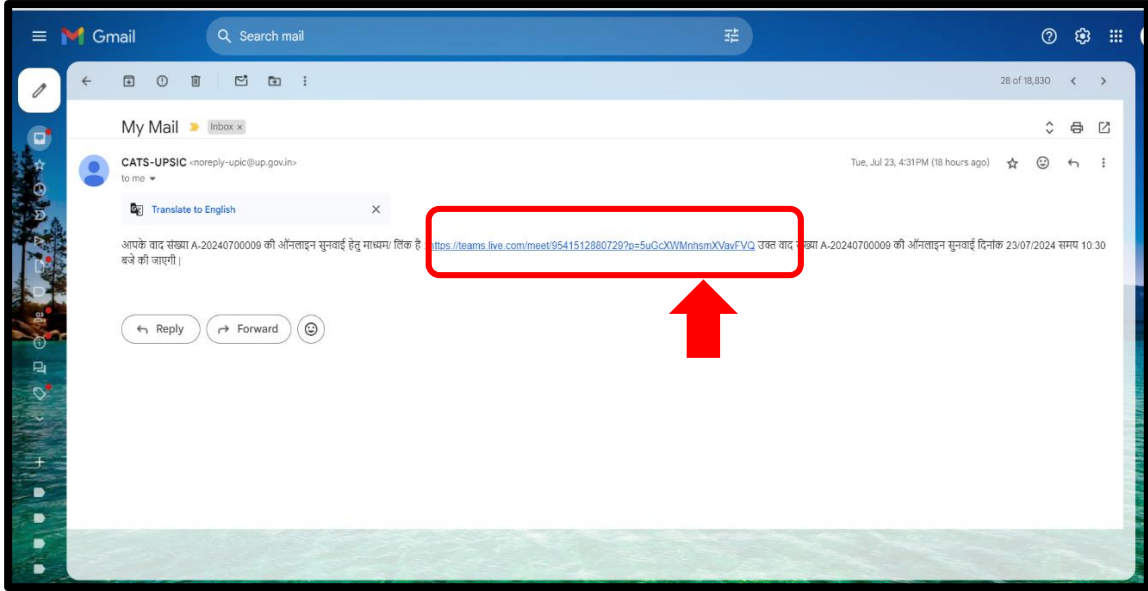 Gmail
Search mail
28 of 18,830
My Mail
Inbox ×
CATS-UPSIC <noreply-upic@up.gov.in>
Tue, Jul 23, 4:31 PM (18 hours ago)
to me
Translate to English
आपके वाद संख्या A-20240700009 की ऑनलाइन सुनवाई हेतु माध्यम/ लिंक है https://teams.live.com/meet/9541512880729?p=5uGcXWMnhsmXVavFVQ उक्त वाद संख्या A-20240700009 की ऑनलाइन सुनवाई दिनांक 23/07/2024 समय 10:30
बजे की जाएगी |
Reply
Forward